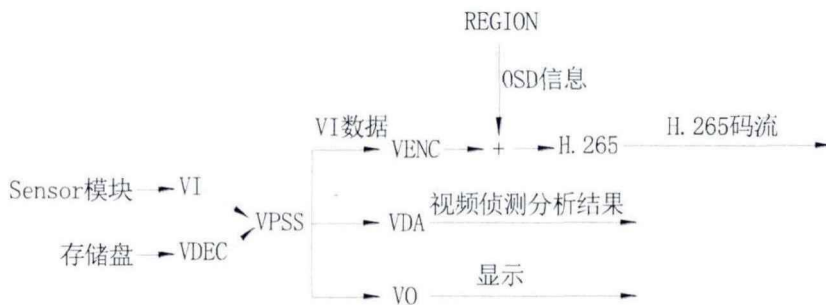 REGION
OSD信息
VI数据
VENC
+
H.265
H.265码流
Sensor模块
VI
VPSS
VDA
视频侦测分析结果
存储盘
VDEC
VO
显示